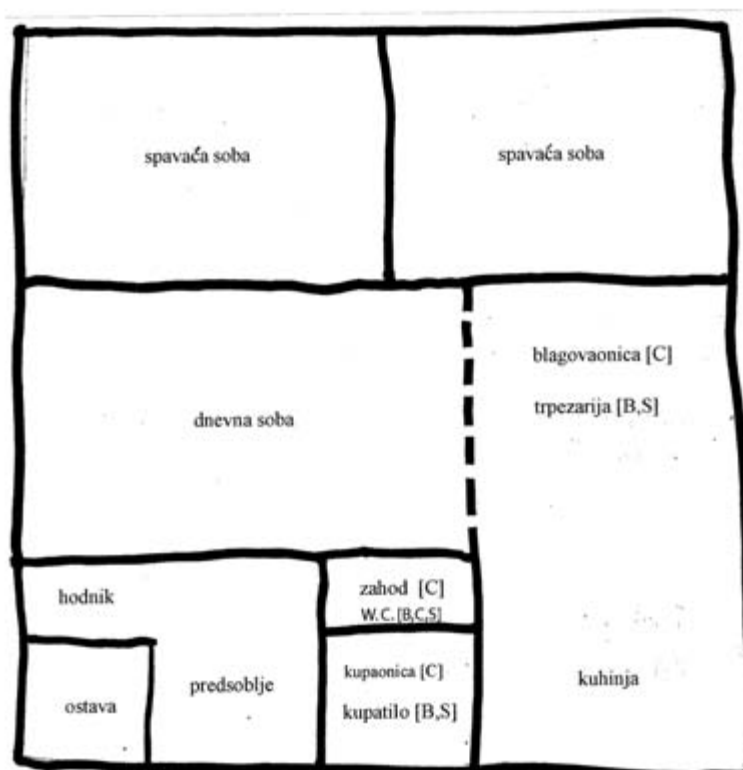 spavaća soba
spavaća soba
blagovaonica [C]
trpezarija [B,S]
dnevna soba
hodnik
zahod [C]
W.C. [B,C,S]
predsoblje
ostava
kupaonica [C]
kupatilo [B,S]
kuhinja